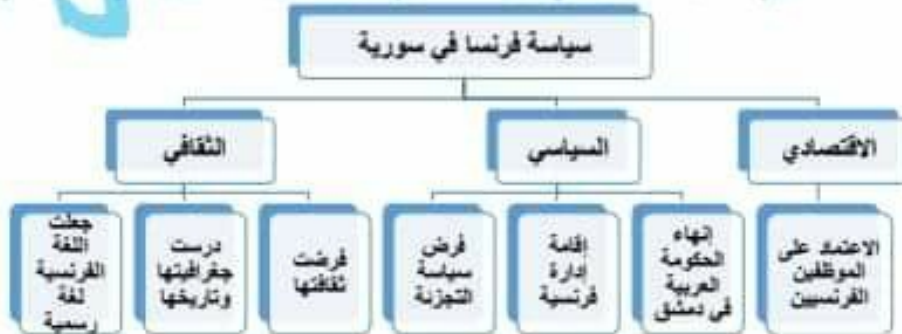 سياسة فرنسا في سورية
الاقتصادي
السياسي
الثقافي
الاعتماد على
الموظفين
الفرنسيين
إنهاء
الحكومة
العربية
في دمشق
إقامة
إدارة
فرنسية
فرض
سياسة
التجزئة
فرضت
ثقافتها
درست
جغرافيتها
وتاريخها
جعلت
اللغة
الفرنسية
لغة
رسمية